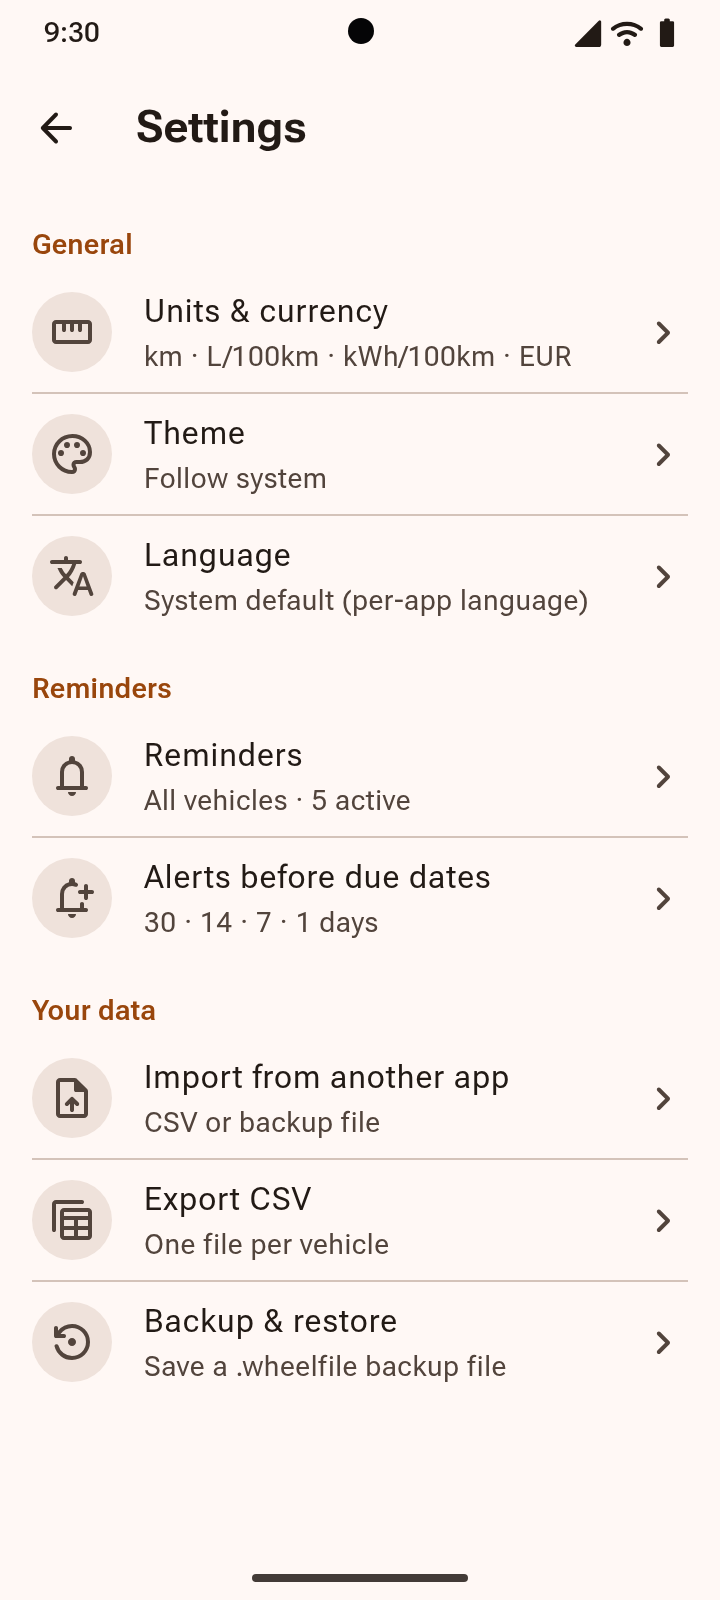 9:30
Settings
General
Units & currency
km · L/100km · kWh/100km · EUR
Theme
Follow system
Language
System default (per-app language)
Reminders
Reminders
All vehicles · 5 active
Alerts before due dates
30 · 14 · 7 · 1 days
Your data
Import from another app
CSV or backup file
Export CSV
One file per vehicle
Backup & restore
Save a .wheelfile backup file